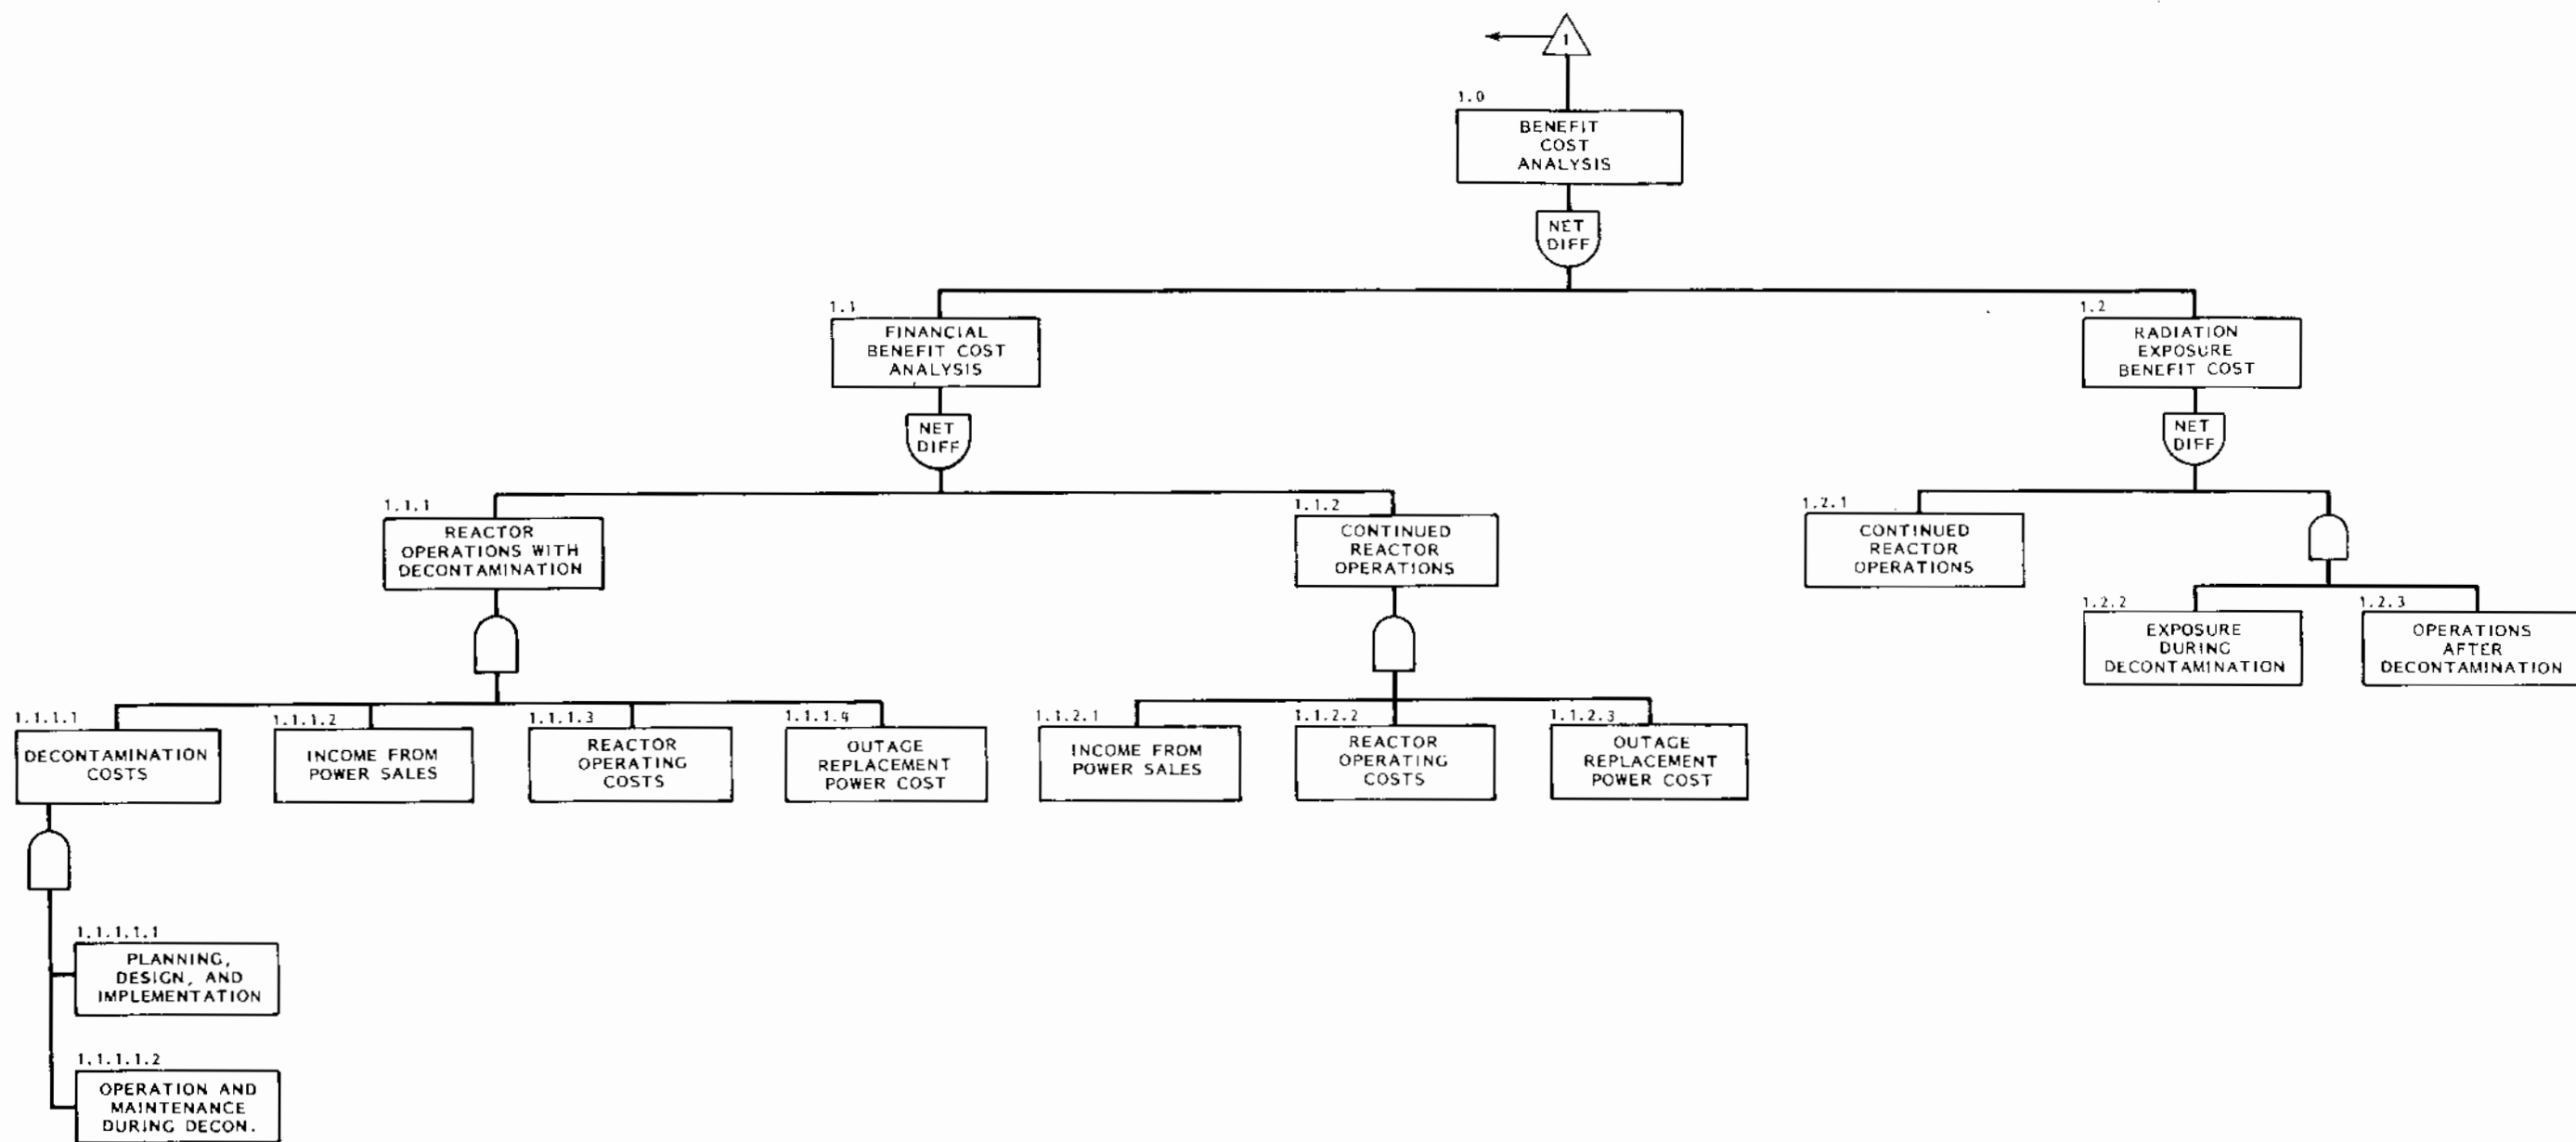 1
1.0
BENEFIT
COST
ANALYSIS
NET
DIFF
1.1
FINANCIAL
BENEFIT COST
ANALYSIS
NET
DIFF
1.2
RADIATION
EXPOSURE
BENEFIT COST
NET
DIFF
1.1.1
REACTOR
OPERATIONS WITH
DECONTAMINATION
1.1.2
CONTINUED
REACTOR
OPERATIONS
1.2.1
CONTINUED
REACTOR
OPERATIONS
1.2.2
EXPOSURE
DURING
DECONTAMINATION
1.2.3
OPERATIONS
AFTER
DECONTAMINATION
1.1.1.1
DECONTAMINATION
COSTS
1.1.1.2
INCOME FROM
POWER SALES
1.1.1.3
REACTOR
OPERATING
COSTS
1.1.1.4
OUTAGE
REPLACEMENT
POWER COST
1.1.2.1
INCOME FROM
POWER SALES
1.1.2.2
REACTOR
OPERATING
COSTS
1.1.2.3
OUTAGE
REPLACEMENT
POWER COST
1.1.1.1.1
PLANNING,
DESIGN, AND
IMPLEMENTATION
1.1.1.1.2
OPERATION AND
MAINTENANCE
DURING DECON.